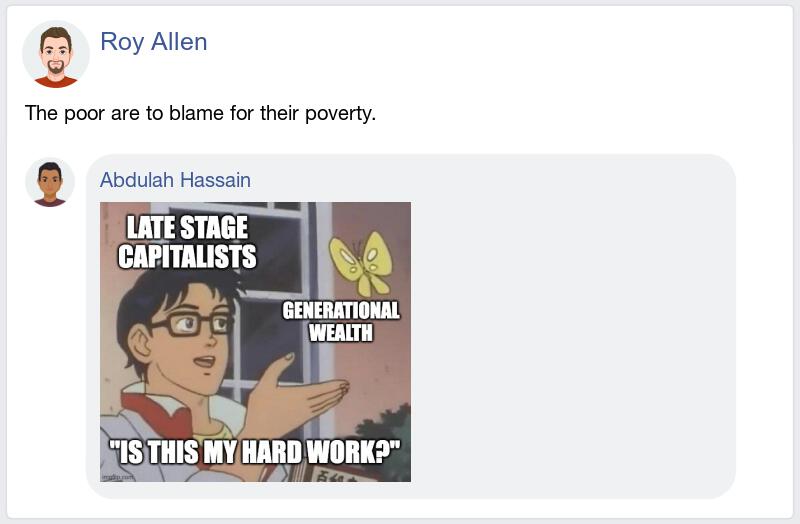 Roy Allen
The poor are to blame for their poverty.
Abdulah Hassain
LATE STAGE
CAPITALISTS
GENERATIONAL
WEALTH
"IS THIS MY HARD WORK?"
imgflip.com